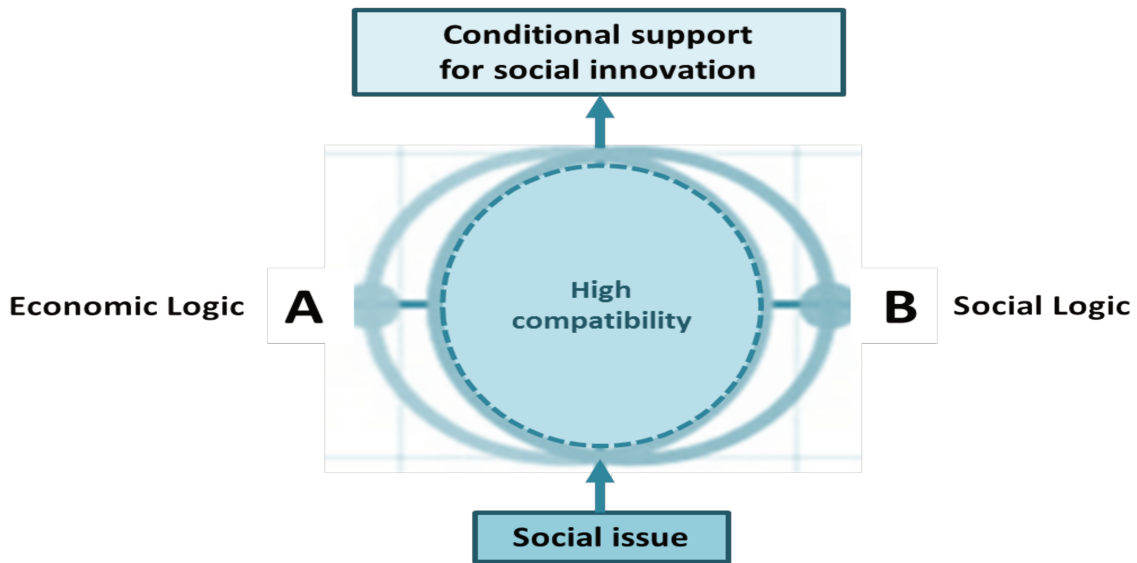 Conditional support
for social innovation
High
compatibility
Economic Logic
A
B
Social Logic
Social issue